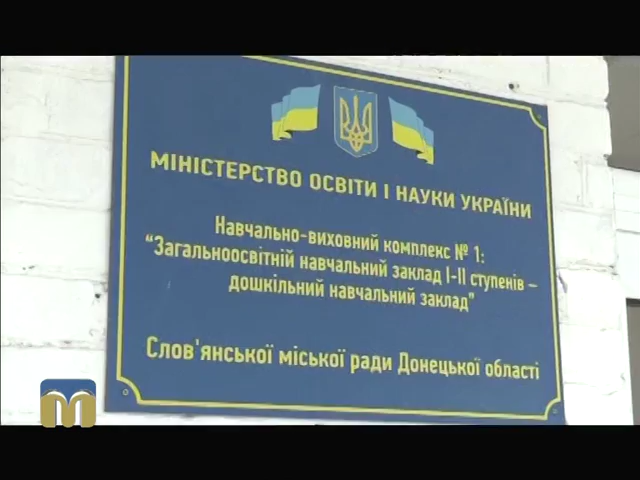 МІНІСТЕРСТВО ОСВІТИ І НАУКИ УКРАЇНИ
Навчально-виховний комплекс № 1:
“Загальноосвітній навчальний заклад І-ІІ ступенів –
дошкільний навчальний заклад”
Слов'янської міської ради Донецької області
М